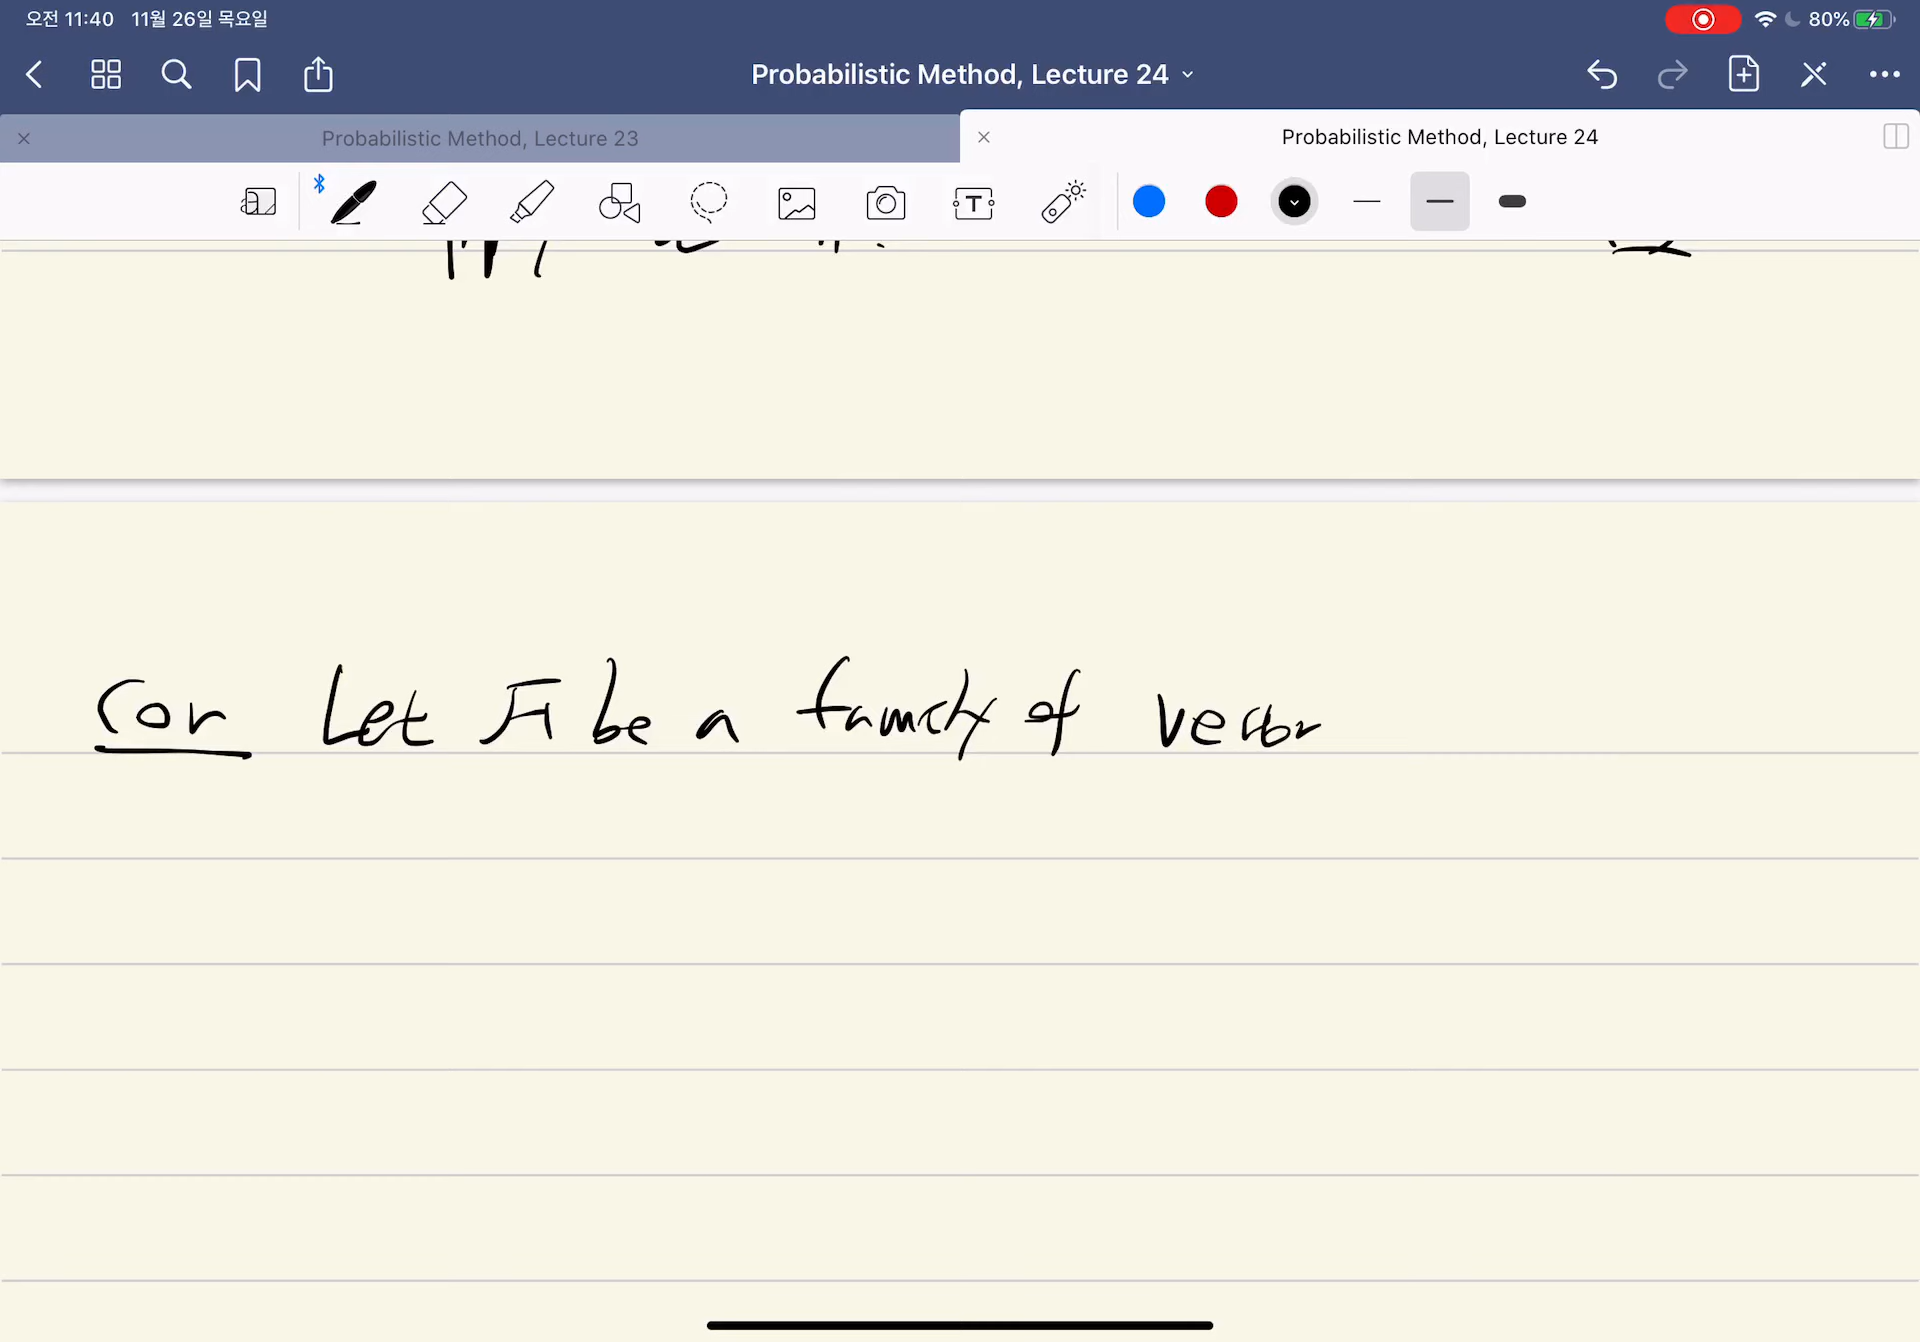 오전 11:40 11월 26일 목요일 80%
Probabilistic Method, Lecture 24
Probabilistic Method, Lecture 23 Probabilistic Method, Lecture 24
Cor Let F be a family of vector